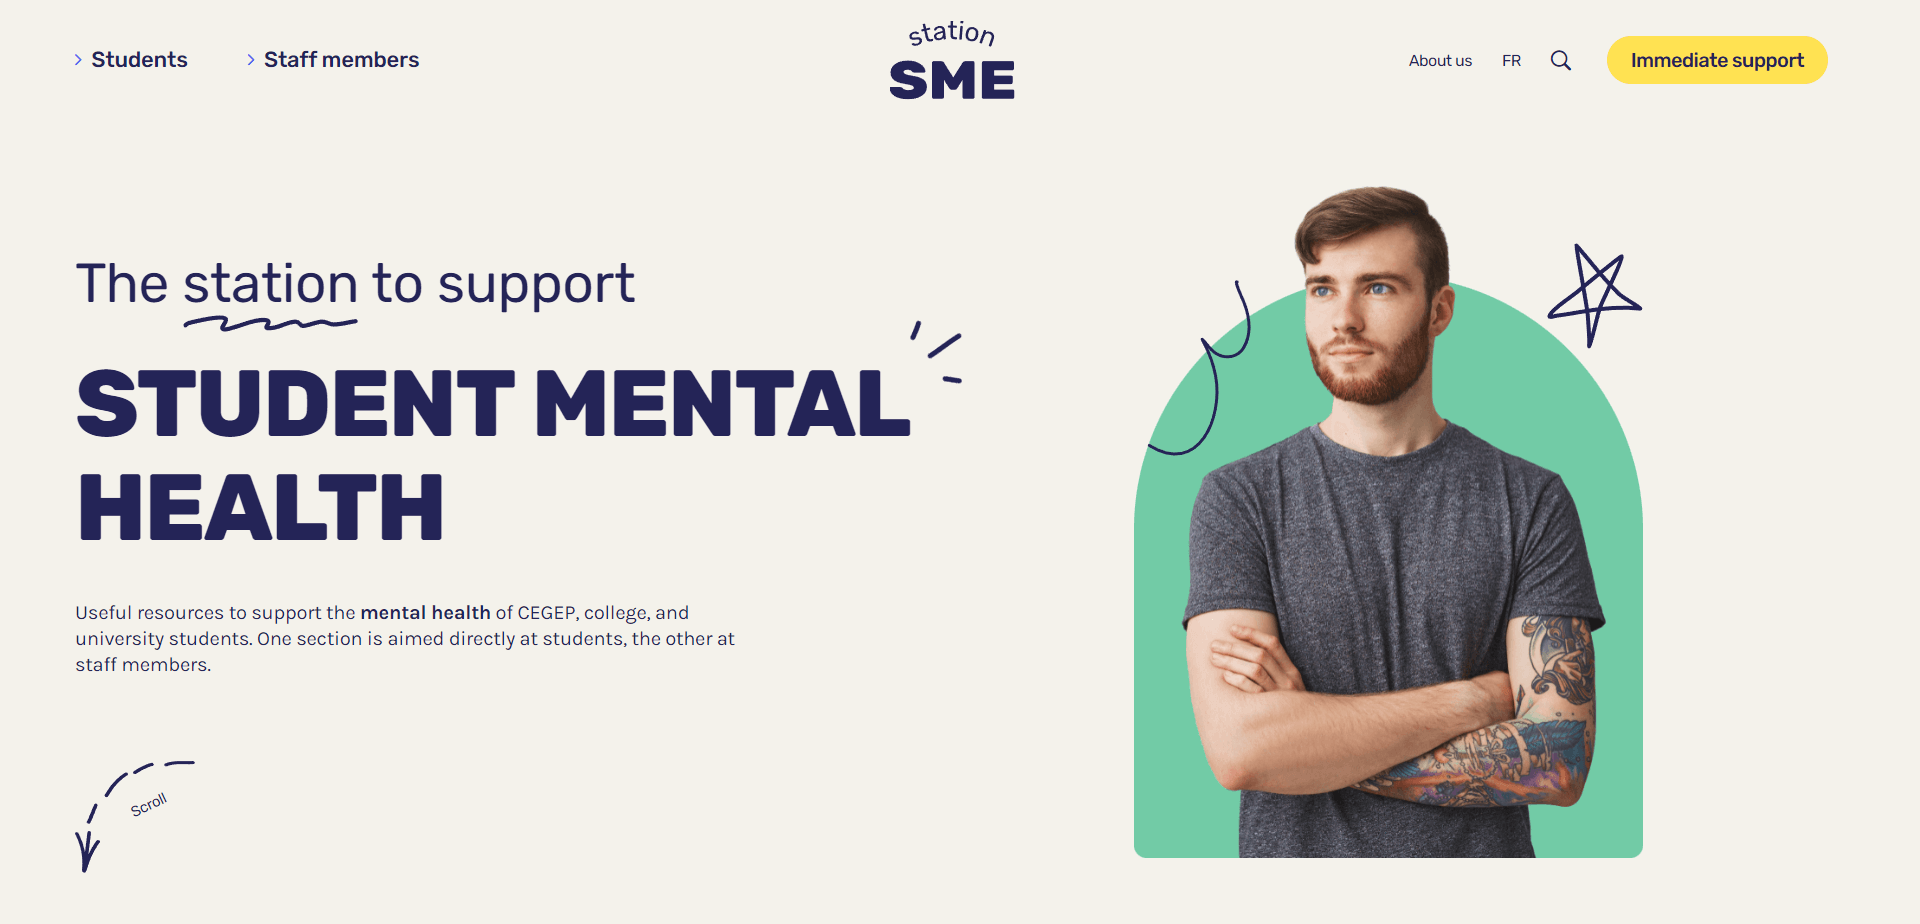 Students
Staff members
station
SME
About us
FR
Immediate support
The station to support
STUDENT MENTAL
HEALTH
Useful resources to support the mental health of CEGEP, college, and
university students. One section is aimed directly at students, the other at
staff members.
Scroll